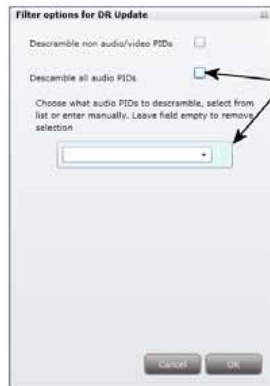 Filter options for DR Update
Descramble non audio/video PIDs
Descamble all audio PIDs
Choose what audio PIDs to descramble, select from
list or enter manually. Leave field empty to remove
selection
Cancel
OK